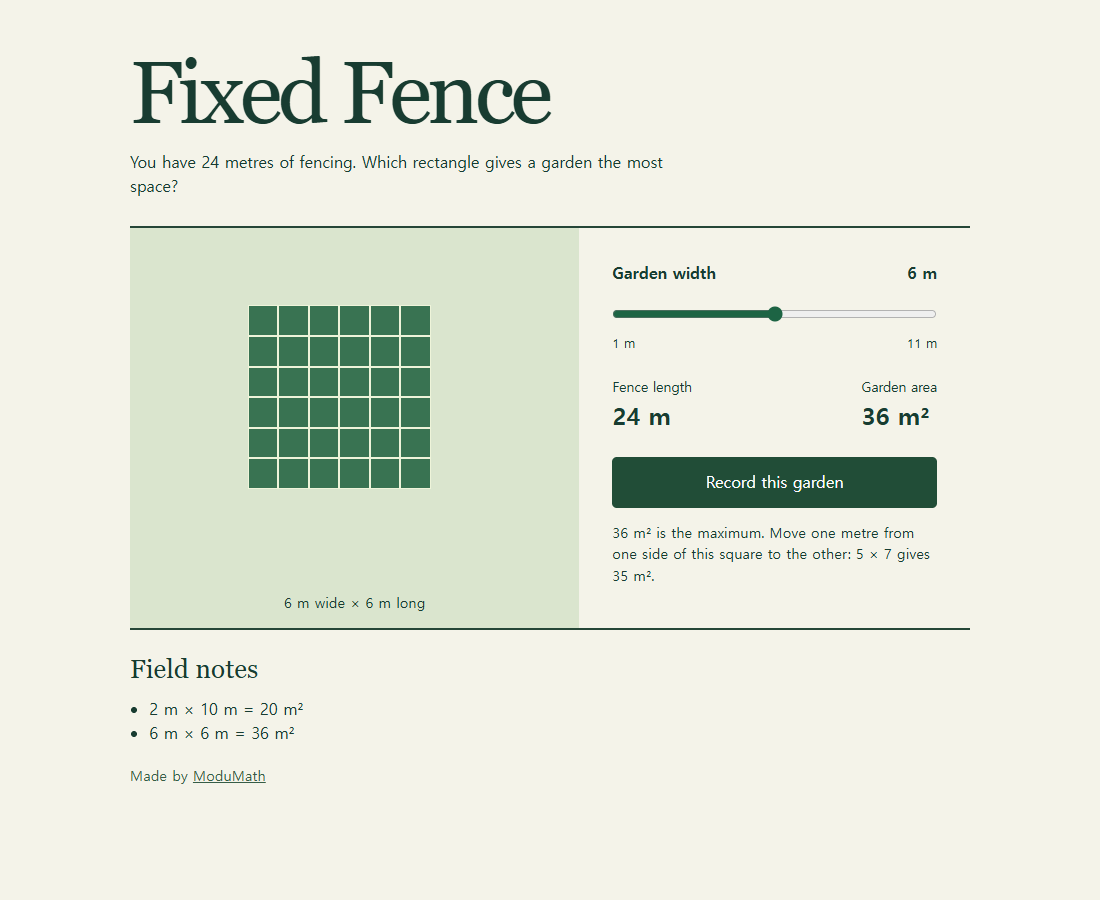 Fixed Fence
You have 24 metres of fencing. Which rectangle gives a garden the most
space?
Garden width
6 m
1 m
11 m
Fence length
24 m
Garden area
36 m²
Record this garden
36 m² is the maximum. Move one metre from
one side of this square to the other: 5 × 7 gives
35 m².
6 m wide × 6 m long
Field notes
• 2 m × 10 m = 20 m²
• 6 m × 6 m = 36 m²
Made by ModuMath